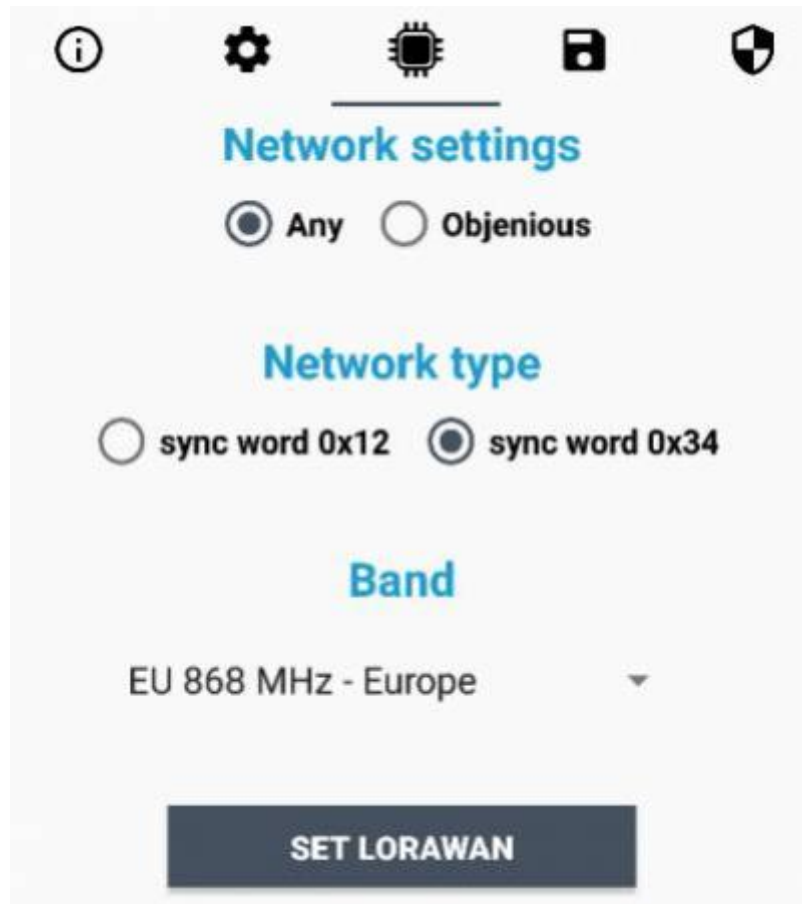 Network settings
Any Objenious
Network type
sync word 0x12 sync word 0x34
Band
EU 868 MHz - Europe
SET LORAWAN